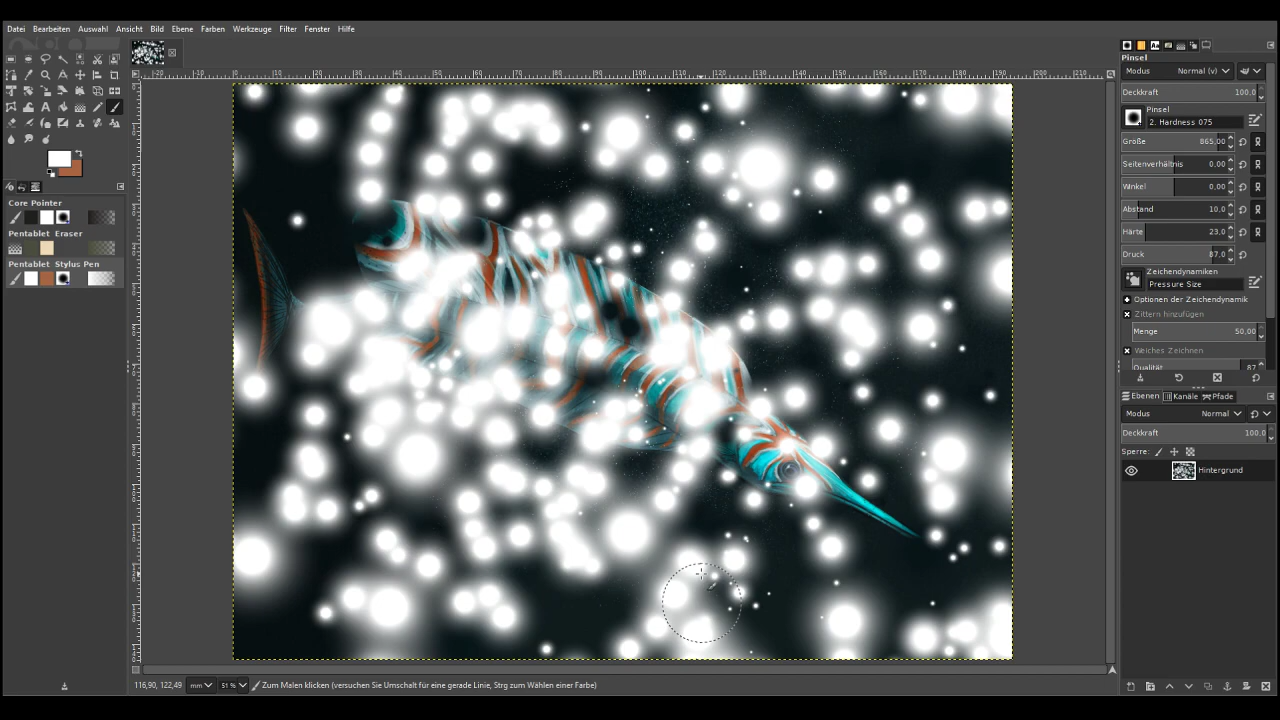 Datei Bearbeiten Auswahl Ansicht Bild Ebene Farben Werkzeuge Filter Fenster Hilfe
Pinsel
Modus Normal (v)
Deckkraft 100,0
Pinsel
2. Hardness 075
Größe 865,00
Seitenverhältnis 0,00
Winkel 0,00
Abstand 10,0
Härte 23,0
Druck 87,0
Zeichendynamiken
Pressure Size
Optionen der Zeichendynamik
Zittern hinzufügen
Menge 50,00
Weiches Zeichnen
Qualität 87
Core Pointer
Pentablet Eraser
Pentablet Stylus Pen
Ebenen Kanäle Pfade
Modus Normal
Deckkraft 100,0
Sperre:
Hintergrund
116,90, 122,49 mm 51 % Zum Malen klicken (versuchen Sie Umschalt für eine gerade Linie, Strg zum Wählen einer Farbe)